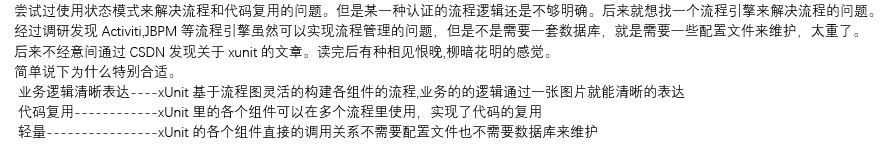 尝试过使用状态模式来解决流程和代码复用的问题。但是某一种认证的流程逻辑还是不够明确。后来就想找一个流程引擎来解决流程的问题。
经过调研发现 Activiti,JBPM 等流程引擎虽然可以实现流程管理的问题，但是不是需要一套数据库，就是需要一些配置文件来维护，太重了。
后来不经意间通过 CSDN 发现关于 xunit 的文章。读完后有种相见恨晚,柳暗花明的感觉。
简单说下为什么特别合适。
业务逻辑清晰表达----xUnit 基于流程图灵活的构建各组件的流程,业务的的逻辑通过一张图片就能清晰的表达
代码复用------------xUnit 里的各个组件可以在多个流程里使用，实现了代码的复用
轻量---------------xUnit 的各个组件直接的调用关系不需要配置文件也不需要数据库来维护